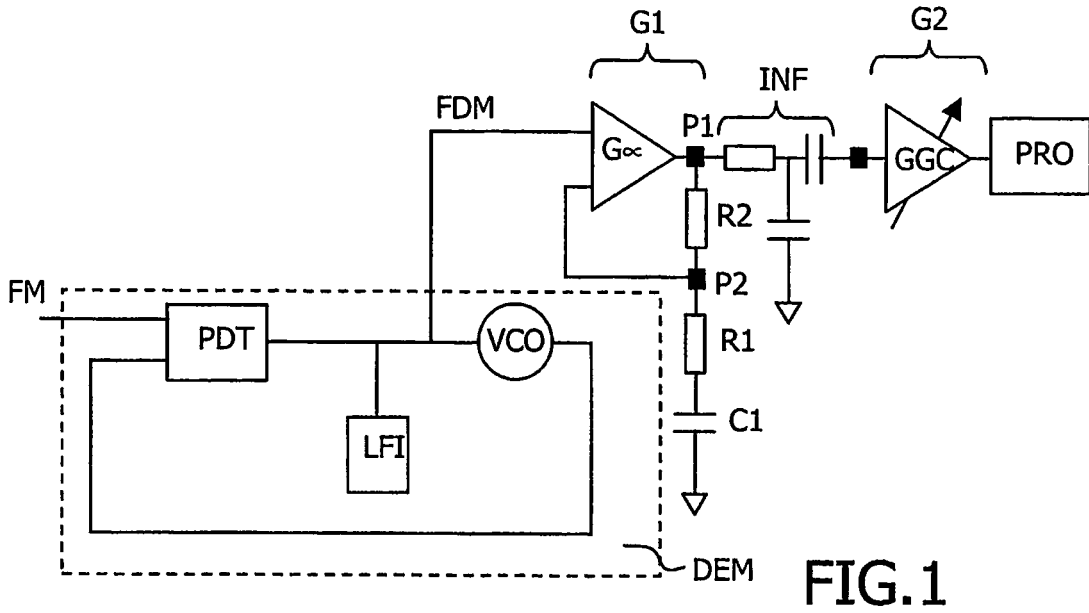 G1
G2
INF
FDM
P1
G∝
GGC
PRO
R2
FM
P2
PDT
VCO
R1
LFI
C1
DEM
FIG.1